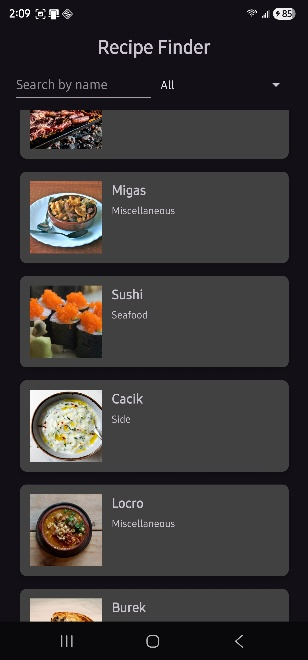 2:09
85
Recipe Finder
Search by name
All
Migas
Miscellaneous
Sushi
Seafood
Cacik
Side
Locro
Miscellaneous
Burek